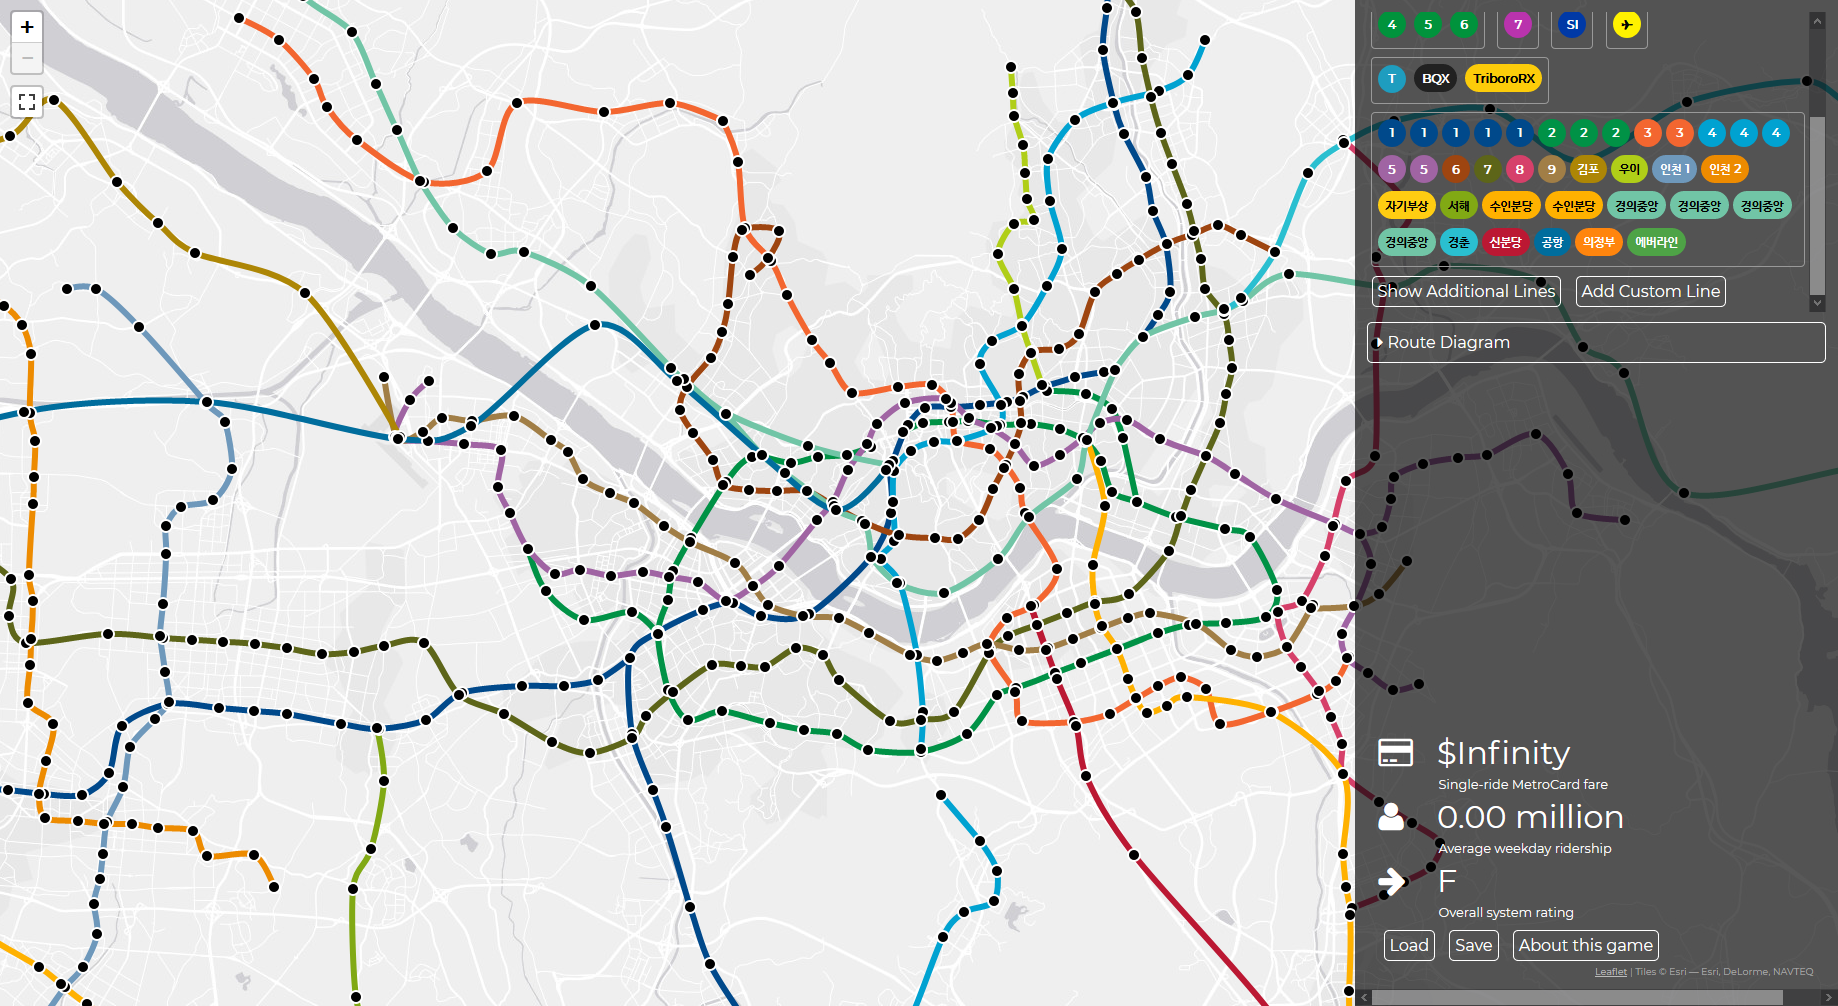 +
−
4 5 6 7 SI ✈
T BQX TriboroRX
1 1 1 1 1 2 2 2 3 3 4 4 4
5 5 6 7 8 9 김포 우이 인천 1 인천 2
자기부상 서해 수인분당 수인분당 경의중앙 경의중앙 경의중앙
경의중앙 경춘 신분당 공항 의정부 에버라인
Show Additional Lines Add Custom Line
Route Diagram
$Infinity
Single-ride MetroCard fare
0.00 million
Average weekday ridership
F
Overall system rating
Load Save About this game
Leaflet | Tiles © Esri — Esri, DeLorme, NAVTEQ